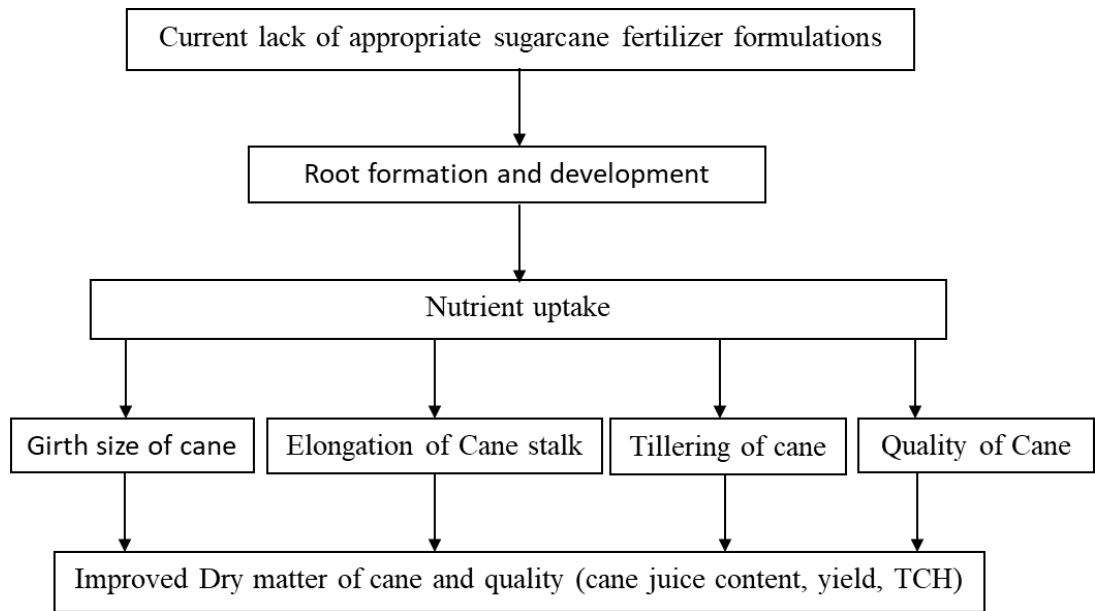 Current lack of appropriate sugarcane fertilizer formulations
Root formation and development
Nutrient uptake
Girth size of cane
Elongation of Cane stalk
Tillering of cane
Quality of Cane
Improved Dry matter of cane and quality (cane juice content, yield, TCH)